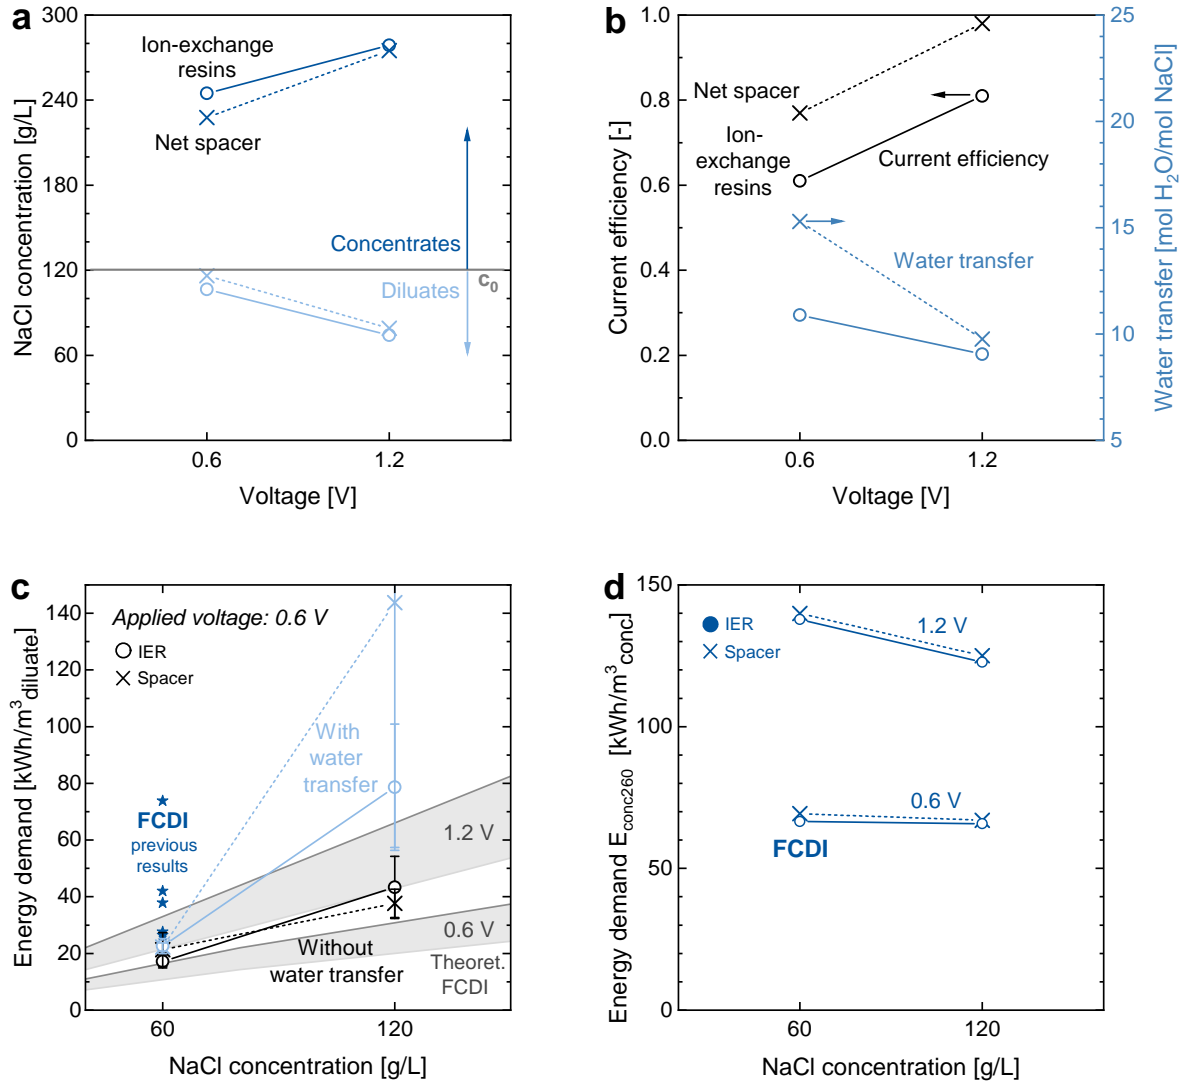 a
300
240
180
120
60
0
NaCl concentration [g/L]
Ion-exchange
resins
Net spacer
Concentrates
Diluates
c0
0.6
1.2
Voltage [V]
b
1.0
0.8
0.6
0.4
0.2
0.0
Current efficiency [-]
Net spacer
Ion-
exchange
resins
Current efficiency
Water transfer
25
20
15
10
5
Water transfer [mol H2O/mol NaCl]
0.6
1.2
Voltage [V]
c
140
120
100
80
60
40
20
0
Energy demand [kWh/m3diluate]
Applied voltage: 0.6 V
IER
Spacer
With
water
transfer
FCDI
previous
results
1.2 V
0.6 V
Without
water transfer
Theoret.
FCDI
60
120
NaCl concentration [g/L]
d
150
100
50
0
Energy demand Econc260 [kWh/m3conc.]
IER
Spacer
1.2 V
0.6 V
FCDI
60
120
NaCl concentration [g/L]